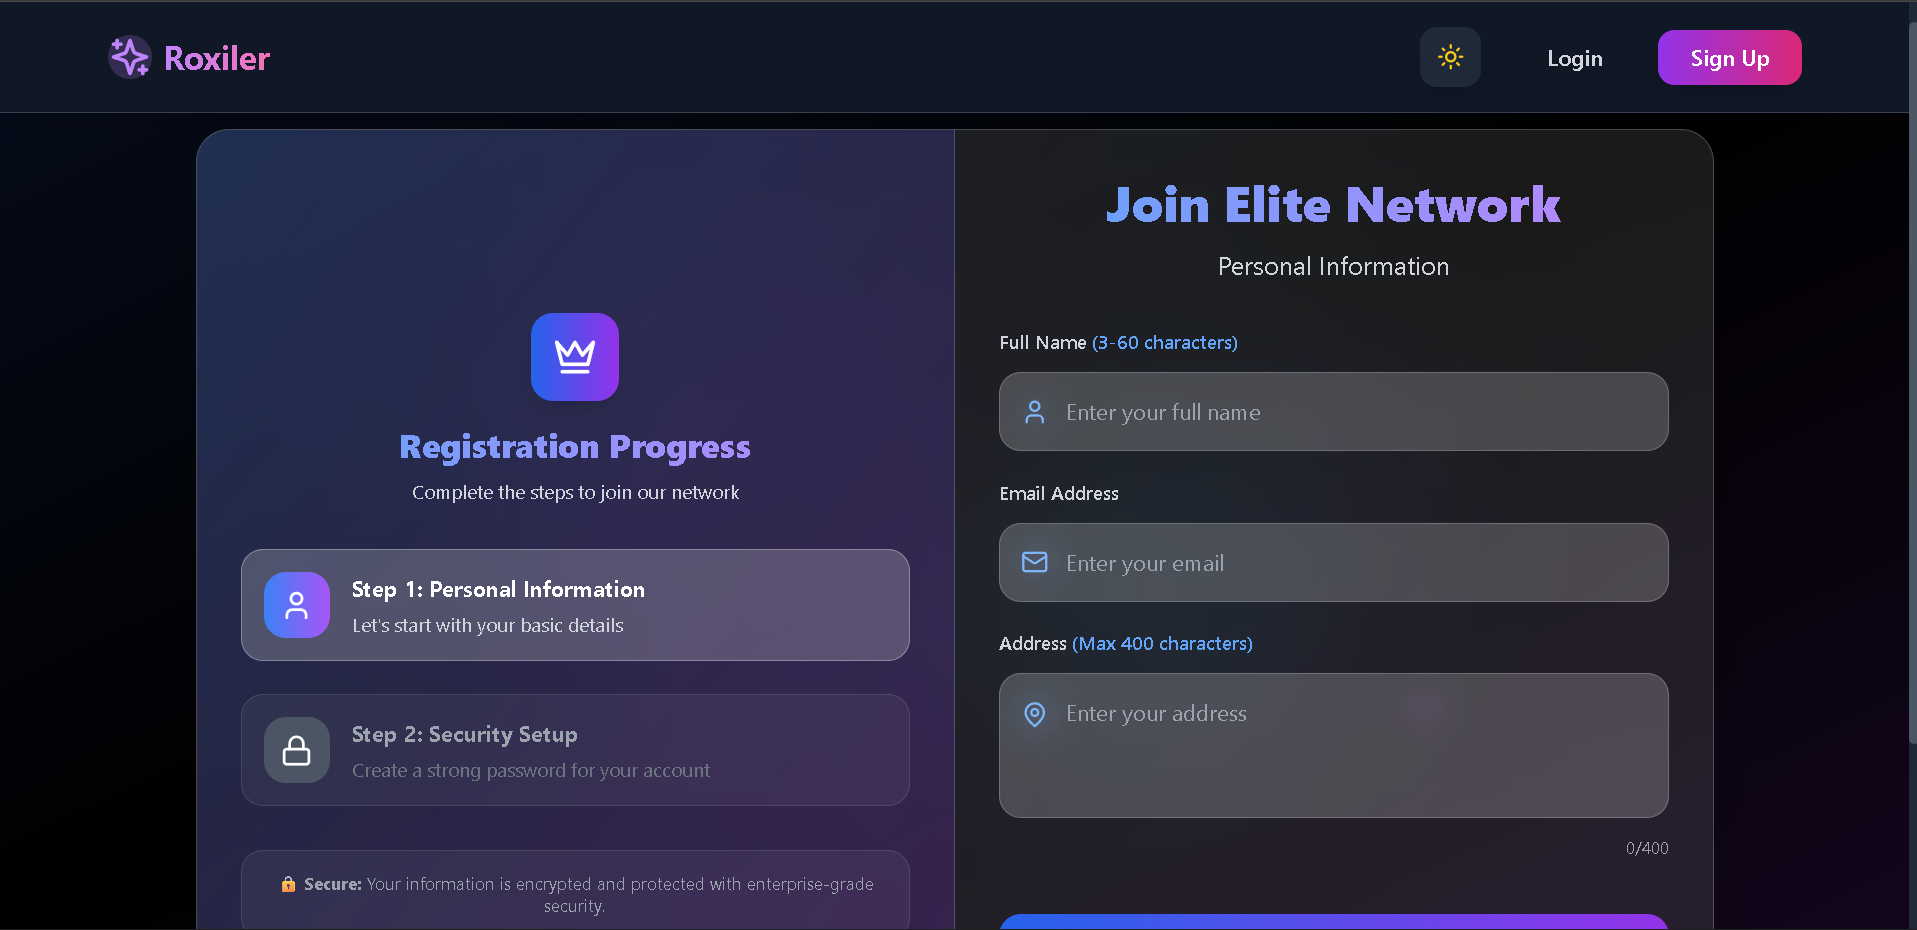 Roxiler
Login
Sign Up
Registration Progress
Complete the steps to join our network
Step 1: Personal Information
Let's start with your basic details
Step 2: Security Setup
Create a strong password for your account
🔒 Secure: Your information is encrypted and protected with enterprise-grade
security.
Join Elite Network
Personal Information
Full Name (3-60 characters)
Enter your full name
Email Address
Enter your email
Address (Max 400 characters)
Enter your address
0/400